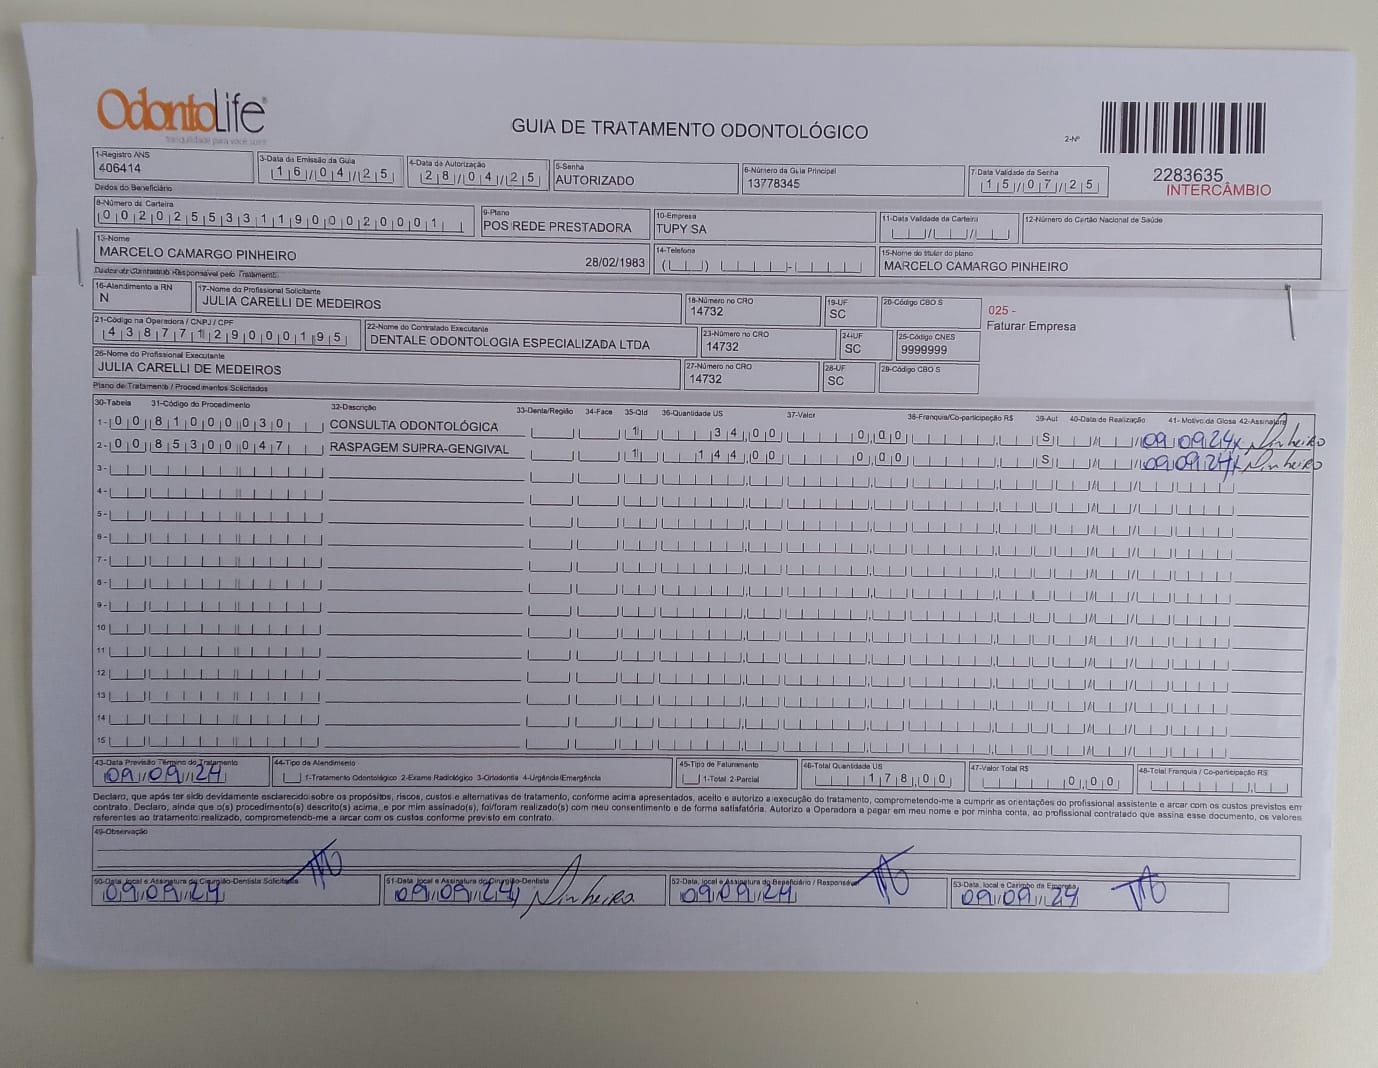 OdontoLife
tranquilidade para você sorrir
GUIA DE TRATAMENTO ODONTOLÓGICO
2-Nº
2283635
INTERCÂMBIO
1-Registro ANS
406414
3-Data da Emissão da Guia
16/04/25
4-Data da Autorização
28/04/25
5-Senha
AUTORIZADO
6-Número da Guia Principal
13778345
7-Data Validade da Senha
15/07/25
Dados do Beneficiário
8-Número da Carteira
00202553311900020001
9-Plano
POS REDE PRESTADORA
10-Empresa
TUPY SA
11-Data Validade da Carteira
12-Número do Cartão Nacional de Saúde
13-Nome
MARCELO CAMARGO PINHEIRO 28/02/1983
14-Telefone
15-Nome do titular do plano
MARCELO CAMARGO PINHEIRO
Dados do Contratado Responsável pelo Tratamento
16-Atendimento a RN
N
17-Nome do Profissional Solicitante
JULIA CARELLI DE MEDEIROS
18-Número no CRO
14732
19-UF
SC
20-Código CBO S
025 -
Faturar Empresa
21-Código na Operadora / CNPJ / CPF
43877129000195
22-Nome do Contratado Executante
DENTALE ODONTOLOGIA ESPECIALIZADA LTDA
23-Número no CRO
14732
24-UF
SC
25-Código CNES
9999999
26-Nome do Profissional Executante
JULIA CARELLI DE MEDEIROS
27-Número no CRO
14732
28-UF
SC
29-Código CBO S
Plano de Tratamento / Procedimentos Solicitados
30-Tabela 31-Código do Procedimento 32-Descrição 33-Dente/Região 34-Face 35-Qtd 36-Quantidade US 37-Valor 38-Franquia/Co-participação R$ 39-Aut 40-Data de Realização 41- Motivo da Glosa 42-Assinatura
1- 00 81000030 CONSULTA ODONTOLÓGICA 1 34,00 0,00 S 09/09/24 x Pinheiro
2- 00 85300047 RASPAGEM SUPRA-GENGIVAL 1 144,00 0,00 S 09/09/24 x Pinheiro
3-
4-
5-
6-
7-
8-
9-
10
11
12
13
14
15
43-Data Previsão Término do Tratamento
09/09/24
44-Tipo da Atendimento
1-Tratamento Odontológico 2-Exame Radiológico 3-Ortodontia 4-Urgência/Emergência
45-Tipo de Faturamento
1-Total 2-Parcial
46-Total Quantidade US
178,00
47-Valor Total R$
0,00
48-Total Franquia / Co-participação R$
Declaro, que após ter sido devidamente esclarecido sobre os propósitos, riscos, custos e alternativas de tratamento, conforme acima apresentados, aceito e autorizo a execução do tratamento, comprometendo-me a cumprir as orientações do profissional assistente e arcar com os custos previstos em
contrato. Declaro, ainda que o(s) procedimento(s) descrito(s) acima, e por mim assinado(s), foi/foram realizado(s) com meu consentimento e de forma satisfatória. Autorizo a Operadora a pagar em meu nome e por minha conta, ao profissional contratado que assina esse documento, os valores
referentes ao tratamento realizado, comprometendo-me a arcar com os custos conforme previsto em contrato.
49-Observação
50-Data, local e Assinatura do Cirurgião-Dentista Solicitante
09/09/24
51-Data, local e Assinatura do Cirurgião-Dentista
09/09/24 Pinheiro
52-Data, local e Assinatura do Beneficiário / Responsável
09/09/24
53-Data, local e Carimbo da Empresa
09/09/24